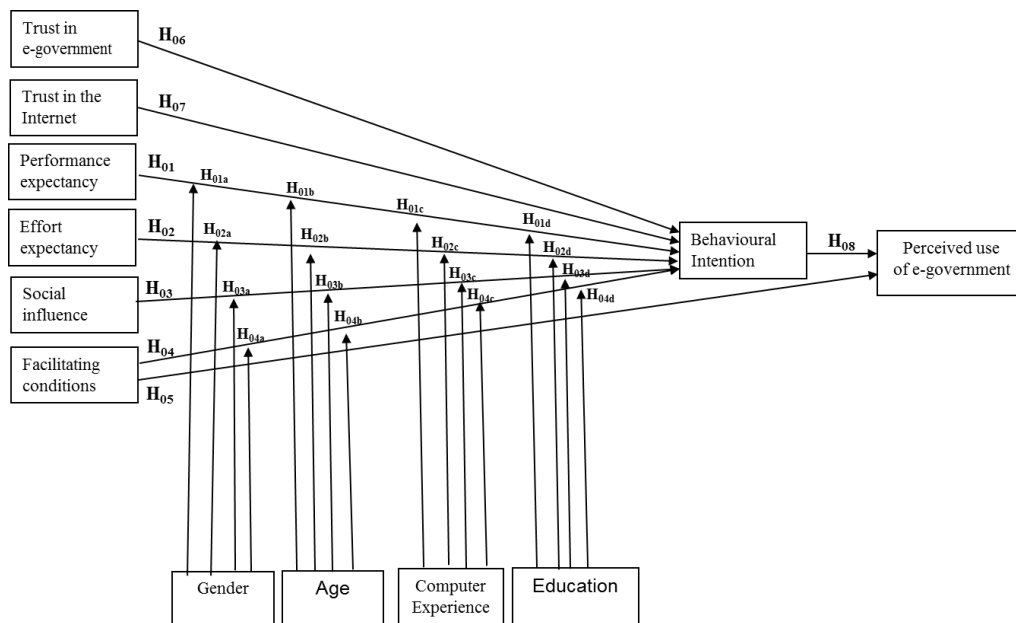 Trust in
e-government
H06
Trust in the
Internet
H07
Performance
expectancy
H01
H01a
H01b
H01c
H01d
Effort
expectancy
H02
H02a
H02b
H02c
H02d
Social
influence
H03
H03a
H03b
H03c
H03d
Facilitating
conditions
H04
H04a
H04b
H04c
H04d
H05
Behavioural
Intention
H08
Perceived use
of e-government
Gender
Age
Computer
Experience
Education